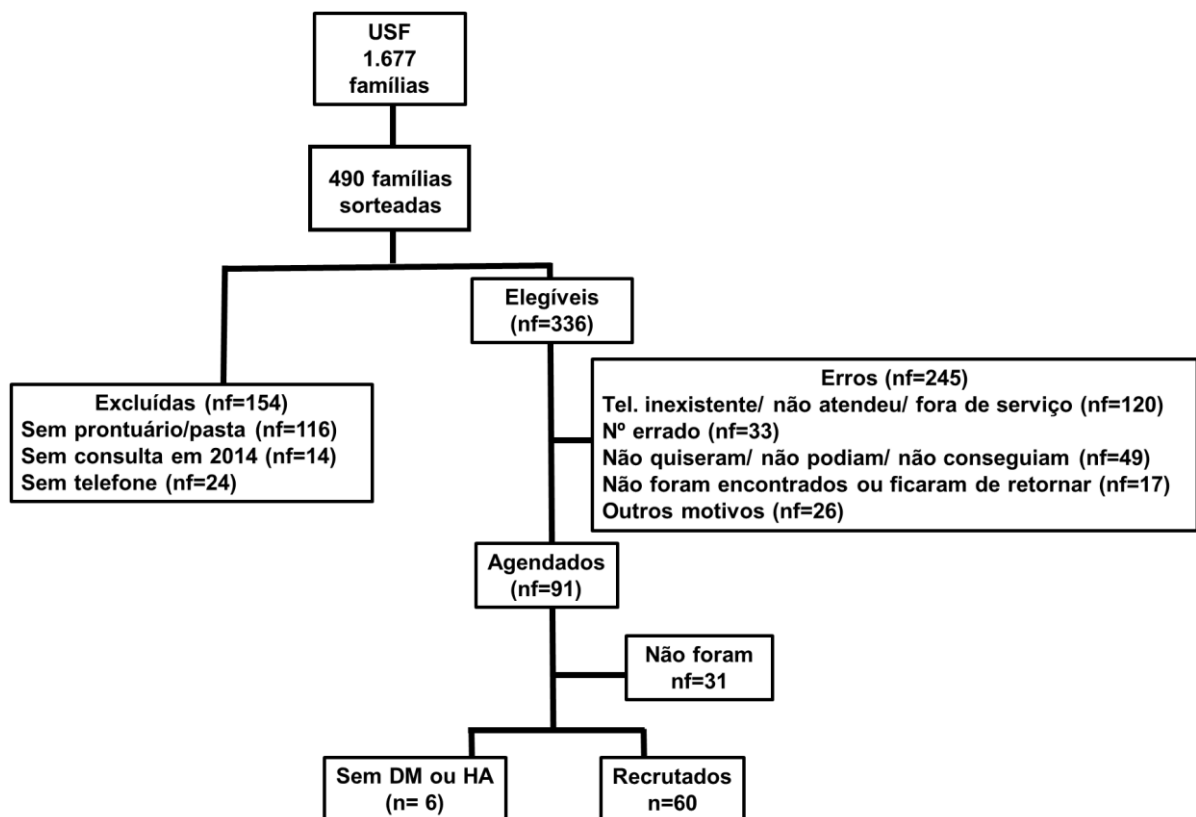 USF
1.677
famílias
490 famílias
sorteadas
Elegíveis
(nf=336)
Excluídas (nf=154)
Sem prontuário/pasta (nf=116)
Sem consulta em 2014 (nf=14)
Sem telefone (nf=24)
Erros (nf=245)
Tel. inexistente/ não atendeu/ fora de serviço (nf=120)
Nº errado (nf=33)
Não quiseram/ não podiam/ não conseguiam (nf=49)
Não foram encontrados ou ficaram de retornar (nf=17)
Outros motivos (nf=26)
Agendados
(nf=91)
Não foram
nf=31
Sem DM ou HA
(n= 6)
Recrutados
n=60